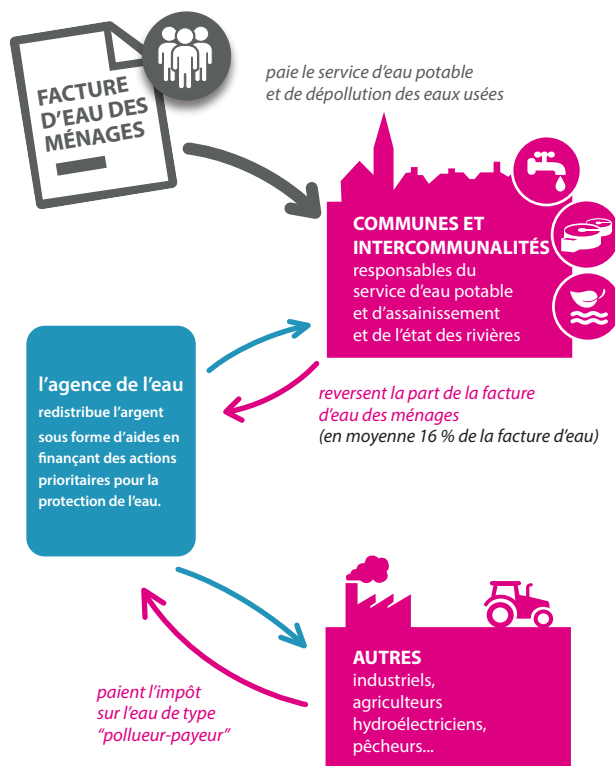 FACTURE
D'EAU DES
MÉNAGES
paie le service d'eau potable
et de dépollution des eaux usées
COMMUNES ET
INTERCOMMUNALITÉS
responsables du
service d'eau potable
et d'assainissement
et de l'état des rivières
l'agence de l'eau
redistribue l'argent
sous forme d'aides en
finançant des actions
prioritaires pour la
protection de l'eau.
reversent la part de la facture
d'eau des ménages
(en moyenne 16 % de la facture d'eau)
paient l'impôt
sur l'eau de type
"pollueur-payeur"
AUTRES
industriels,
agriculteurs
hydroélectriciens,
pêcheurs...